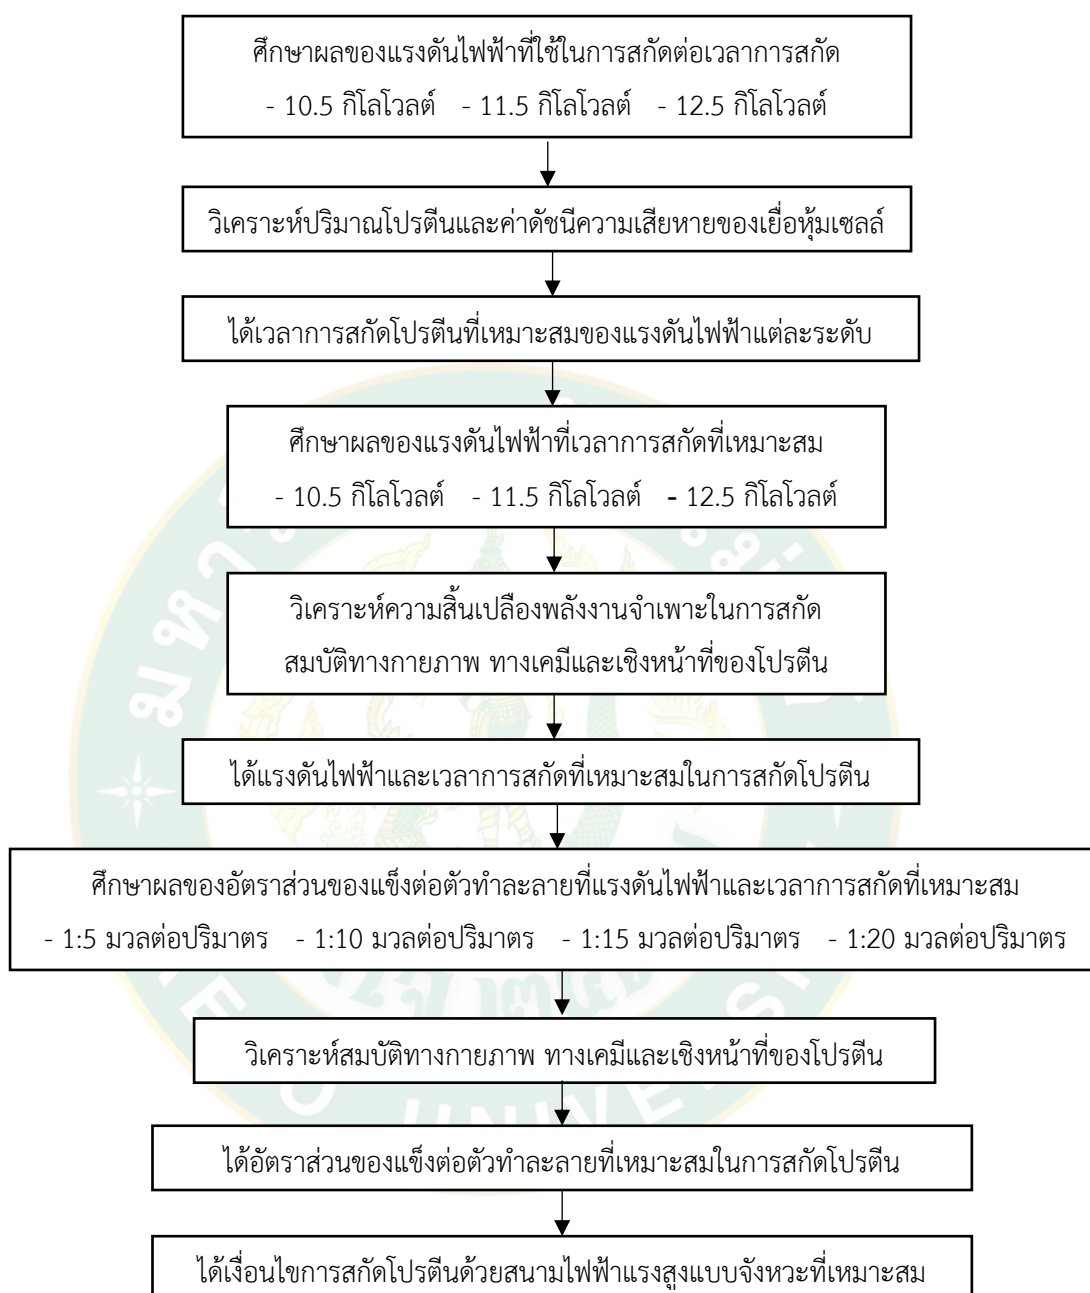 ศึกษาผลของแรงดันไฟฟ้าที่ใช้ในการสกัดต่อเวลาการสกัด
- 10.5 กิโลโวลต์ - 11.5 กิโลโวลต์ - 12.5 กิโลโวลต์
วิเคราะห์ปริมาณโปรตีนและค่าดัชนีความเสียหายของเยื่อหุ้มเซลล์
ได้เวลาการสกัดโปรตีนที่เหมาะสมของแรงดันไฟฟ้าแต่ละระดับ
ศึกษาผลของแรงดันไฟฟ้าที่เวลาการสกัดที่เหมาะสม
- 10.5 กิโลโวลต์ - 11.5 กิโลโวลต์ - 12.5 กิโลโวลต์
วิเคราะห์ความสิ้นเปลืองพลังงานจำเพาะในการสกัด
สมบัติทางกายภาพ ทางเคมีและเชิงหน้าที่ของโปรตีน
ได้แรงดันไฟฟ้าและเวลาการสกัดที่เหมาะสมในการสกัดโปรตีน
ศึกษาผลของอัตราส่วนของแข็งต่อตัวทำละลายที่แรงดันไฟฟ้าและเวลาการสกัดที่เหมาะสม
- 1:5 มวลต่อปริมาตร - 1:10 มวลต่อปริมาตร - 1:15 มวลต่อปริมาตร - 1:20 มวลต่อปริมาตร
วิเคราะห์สมบัติทางกายภาพ ทางเคมีและเชิงหน้าที่ของโปรตีน
ได้อัตราส่วนของแข็งต่อตัวทำละลายที่เหมาะสมในการสกัดโปรตีน
ได้เงื่อนไขการสกัดโปรตีนด้วยสนามไฟฟ้าแรงสูงแบบจังหวะที่เหมาะสม